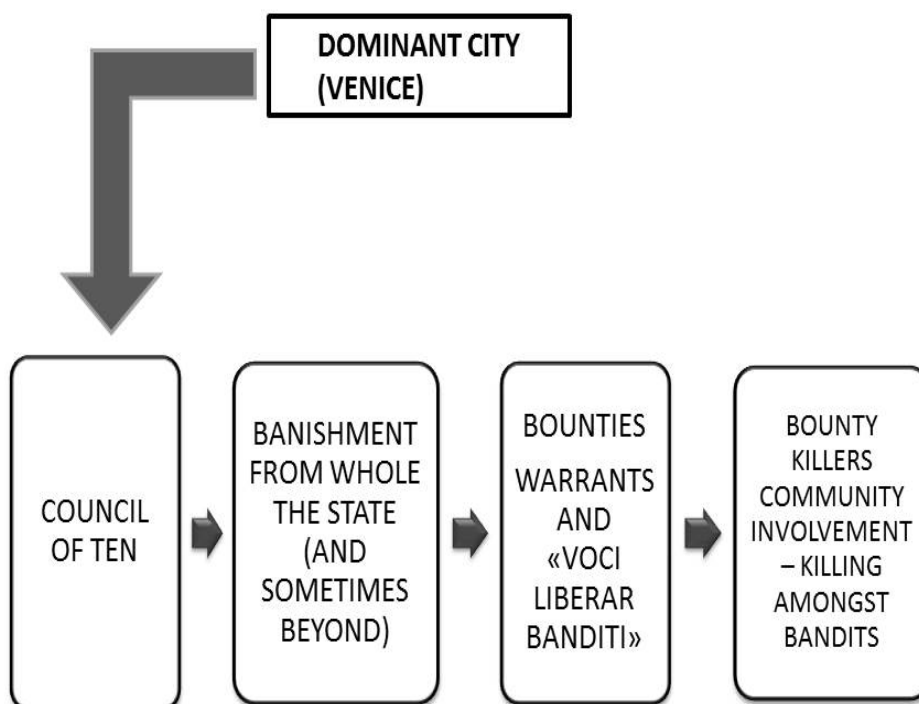 DOMINANT CITY
(VENICE)
COUNCIL
OF TEN
BANISHMENT
FROM WHOLE
THE STATE
(AND
SOMETIMES
BEYOND)
BOUNTIES
WARRANTS
AND
«VOCI
LIBERAR
BANDITI»
BOUNTY
KILLERS
COMMUNITY
INVOLVEMENT
– KILLING
AMONGST
BANDITS